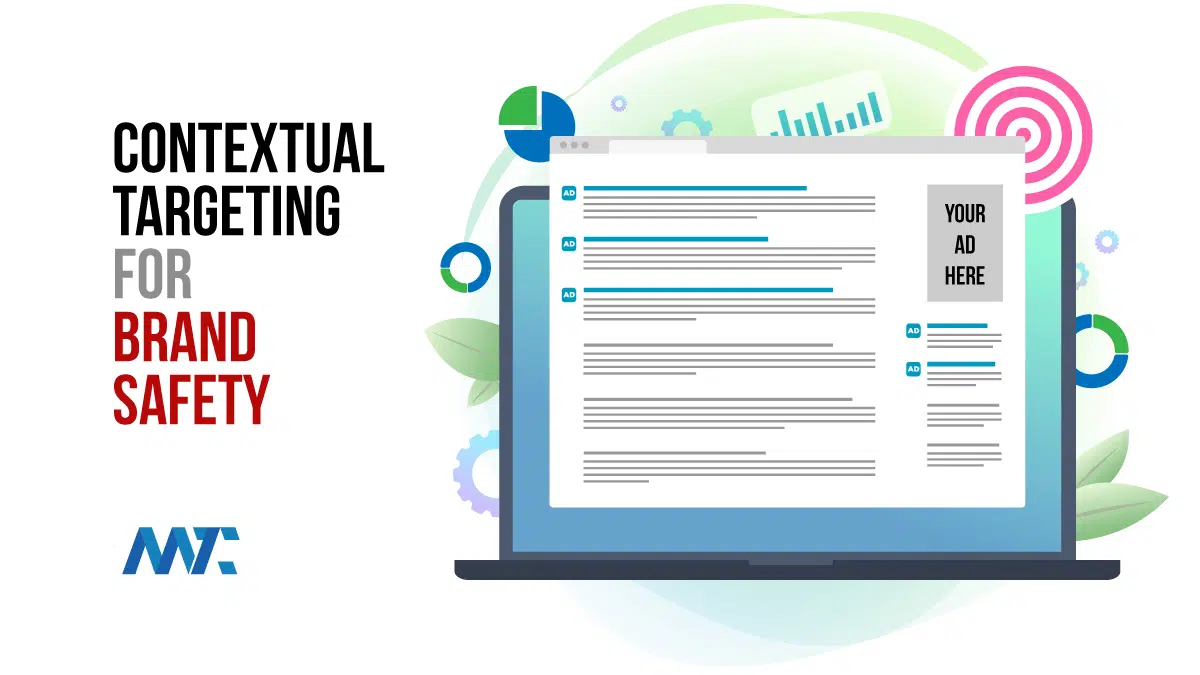 CONTEXTUAL
TARGETING
FOR
BRAND
SAFETY
AD
AD
AD
YOUR
AD
HERE
AD
AD